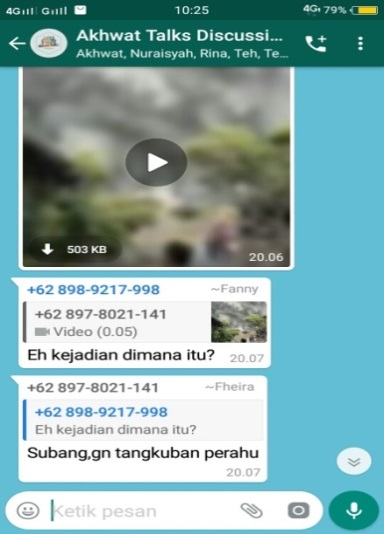 4G 4G 10:25 4G+ 79%
Akhwat Talks Discussi...
Akhwat, Nuraisyah, Rina, Teh, Te...
503 KB
20.06
+62 898-9217-998 ~Fanny
+62 897-8021-141
Video (0.05)
Eh kejadian dimana itu? 20.07
+62 897-8021-141 ~Fheira
+62 898-9217-998
Eh kejadian dimana itu?
Subang,gn tangkuban perahu
20.07
Ketik pesan